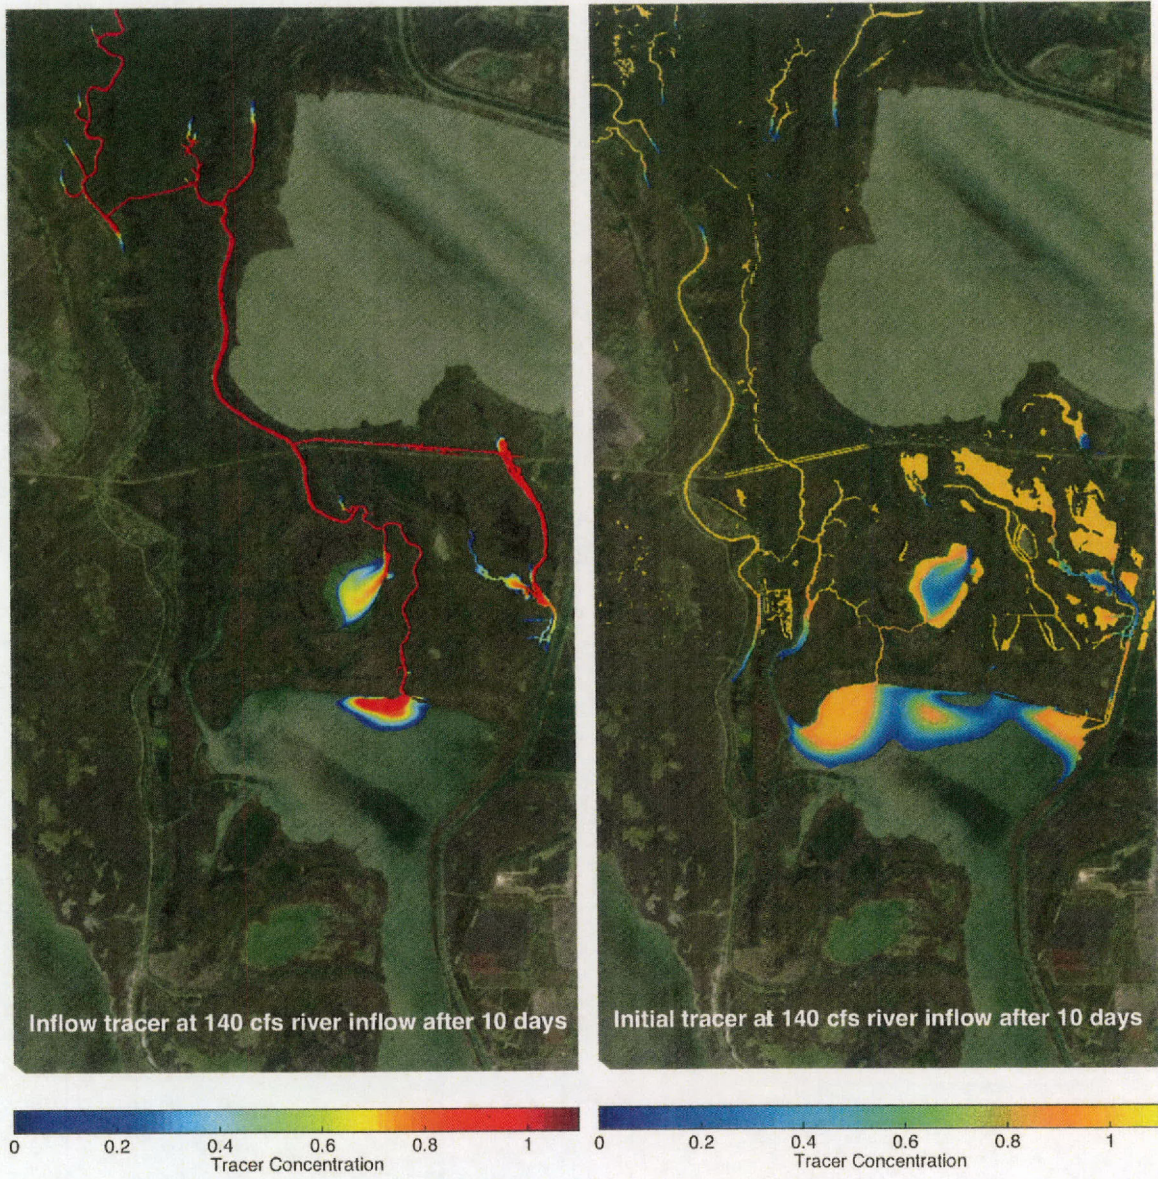 Inflow tracer at 140 cfs river inflow after 10 days
0 0.2 0.4 0.6 0.8 1
Tracer Concentration
Initial tracer at 140 cfs river inflow after 10 days
0 0.2 0.4 0.6 0.8 1
Tracer Concentration